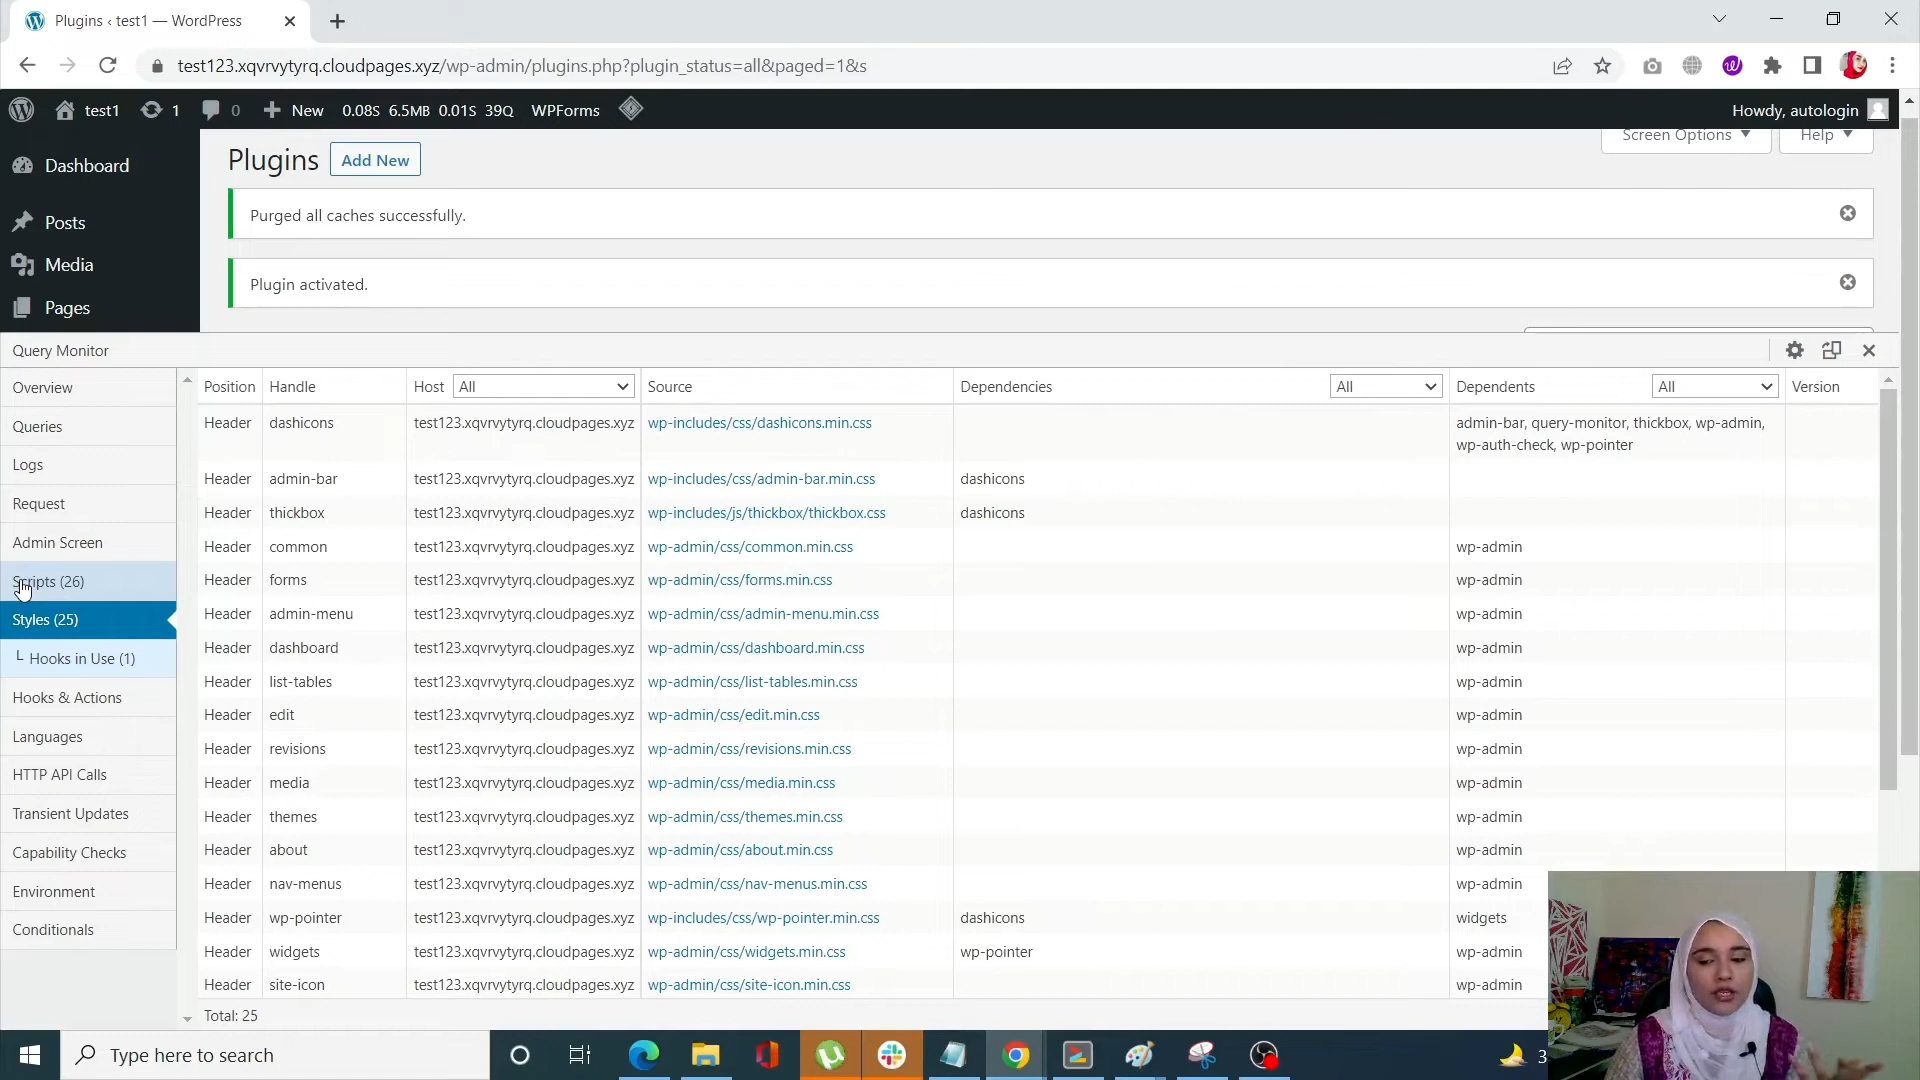 Plugins ‹ test1 — WordPress
test123.xqvrvytyrq.cloudpages.xyz/wp-admin/plugins.php?plugin_status=all&paged=1&s
test1 1 0 New 0.08S 6.5MB 0.01S 39Q WPForms Howdy, autologin
Dashboard
Posts
Media
Pages
Plugins Add New
Screen Options Help
Purged all caches successfully.
Plugin activated.
Query Monitor
Overview
Queries
Logs
Request
Admin Screen
Scripts (26)
Styles (25)
Hooks in Use (1)
Hooks & Actions
Languages
HTTP API Calls
Transient Updates
Capability Checks
Environment
Conditionals
Position Handle Host All Source Dependencies All Dependents All Version
Header dashicons test123.xqvrvytyrq.cloudpages.xyz wp-includes/css/dashicons.min.css admin-bar, query-monitor, thickbox, wp-admin,
wp-auth-check, wp-pointer
Header admin-bar test123.xqvrvytyrq.cloudpages.xyz wp-includes/css/admin-bar.min.css dashicons
Header thickbox test123.xqvrvytyrq.cloudpages.xyz wp-includes/js/thickbox/thickbox.css dashicons
Header common test123.xqvrvytyrq.cloudpages.xyz wp-admin/css/common.min.css wp-admin
Header forms test123.xqvrvytyrq.cloudpages.xyz wp-admin/css/forms.min.css wp-admin
Header admin-menu test123.xqvrvytyrq.cloudpages.xyz wp-admin/css/admin-menu.min.css wp-admin
Header dashboard test123.xqvrvytyrq.cloudpages.xyz wp-admin/css/dashboard.min.css wp-admin
Header list-tables test123.xqvrvytyrq.cloudpages.xyz wp-admin/css/list-tables.min.css wp-admin
Header edit test123.xqvrvytyrq.cloudpages.xyz wp-admin/css/edit.min.css wp-admin
Header revisions test123.xqvrvytyrq.cloudpages.xyz wp-admin/css/revisions.min.css wp-admin
Header media test123.xqvrvytyrq.cloudpages.xyz wp-admin/css/media.min.css wp-admin
Header themes test123.xqvrvytyrq.cloudpages.xyz wp-admin/css/themes.min.css wp-admin
Header about test123.xqvrvytyrq.cloudpages.xyz wp-admin/css/about.min.css wp-admin
Header nav-menus test123.xqvrvytyrq.cloudpages.xyz wp-admin/css/nav-menus.min.css wp-admin
Header wp-pointer test123.xqvrvytyrq.cloudpages.xyz wp-includes/css/wp-pointer.min.css dashicons widgets
Header widgets test123.xqvrvytyrq.cloudpages.xyz wp-admin/css/widgets.min.css wp-pointer wp-admin
Header site-icon test123.xqvrvytyrq.cloudpages.xyz wp-admin/css/site-icon.min.css wp-admin
Total: 25
Type here to search
3